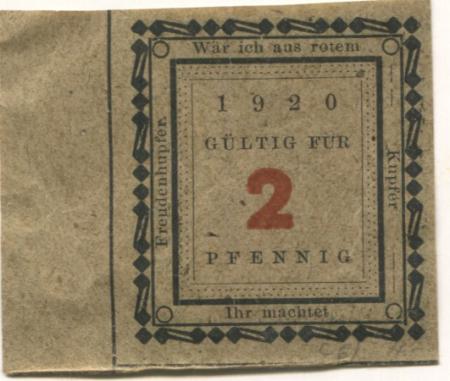 Wär ich aus rotem
Kupfer
Ihr machtet
Freudenhupfer.
1920
GÜLTIG FÜR
2
PFENNIG